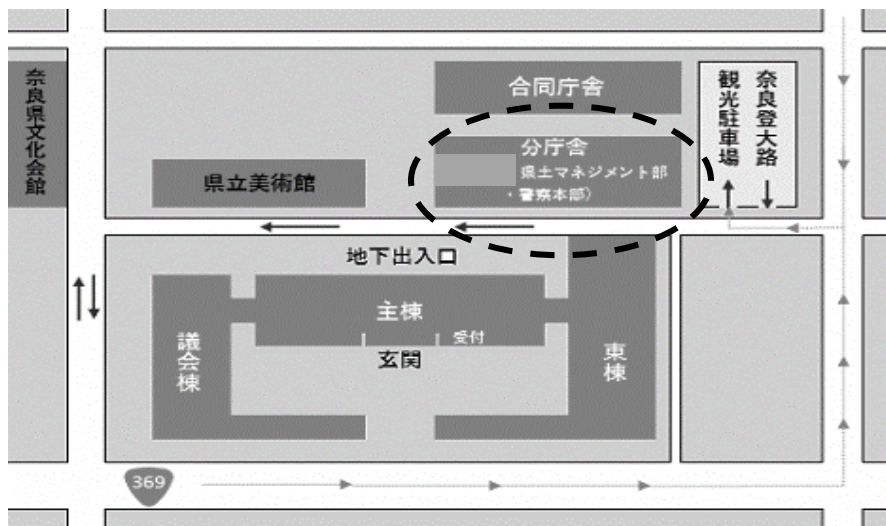 奈良県文化会館
合同庁舎
分庁舎
県土マネジメント部
・警察本部）
奈良登大路
観光駐車場
県立美術館
地下出入口
主棟
受付
玄関
議会棟
東棟
369